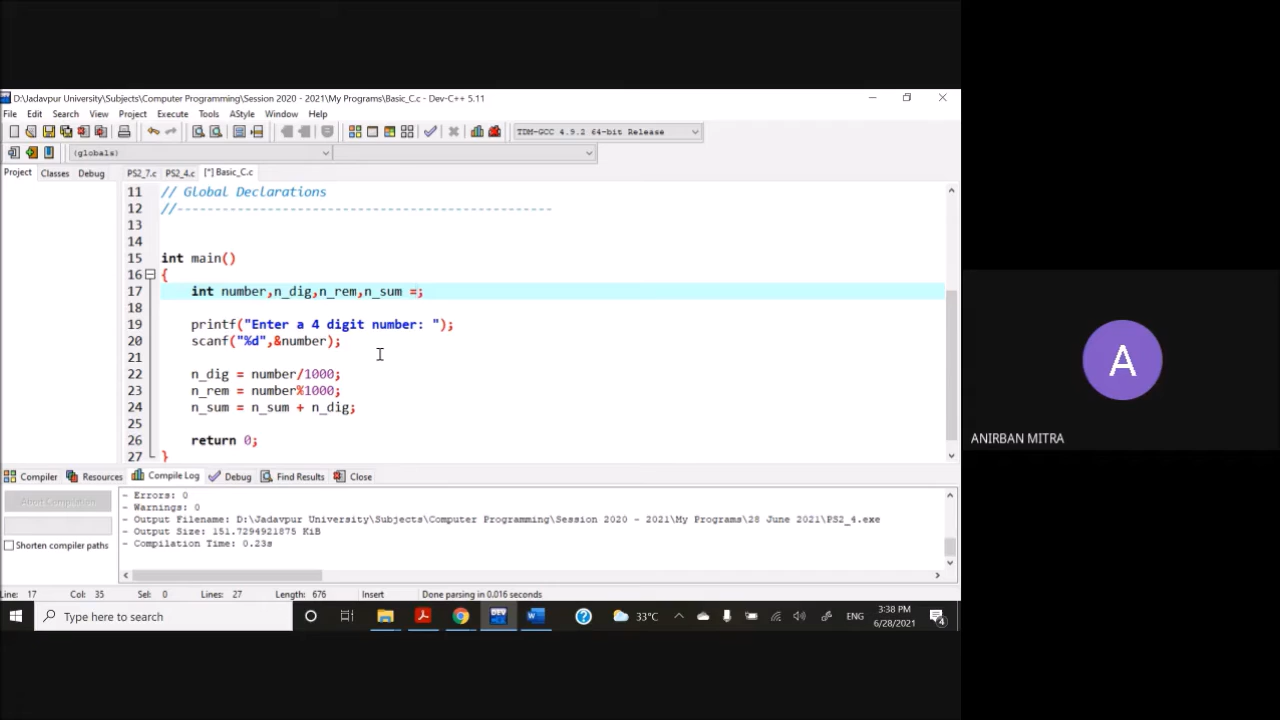 D:\Jadavpur University\Subjects\Computer Programming\Session 2020 - 2021\My Programs\Basic_C.c - Dev-C++ 5.11
File Edit Search View Project Execute Tools AStyle Window Help
TDM-GCC 4.9.2 64-bit Release
(globals)
Project Classes Debug PS2_7.c PS2_4.c [*] Basic_C.c
11 // Global Declarations
12 //--------------------------------------------------
13
14
15 int main()
16 {
17 int number,n_dig,n_rem,n_sum =;
18
19 printf("Enter a 4 digit number: ");
20 scanf("%d",&number);
21
22 n_dig = number/1000;
23 n_rem = number%1000;
24 n_sum = n_sum + n_dig;
25
26 return 0;
27 }
Compiler Resources Compile Log Debug Find Results Close
Abort Compilation
Shorten compiler paths
- Errors: 0
- Warnings: 0
- Output Filename: D:\Jadavpur University\Subjects\Computer Programming\Session 2020 - 2021\My Programs\28 June 2021\PS2_4.exe
- Output Size: 151.7294921875 KiB
- Compilation Time: 0.23s
Line: 17 Col: 35 Sel: 0 Lines: 27 Length: 676 Insert Done parsing in 0.016 seconds
Type here to search
DEV
33°C
ENG
3:38 PM
6/28/2021
4
A
ANIRBAN MITRA